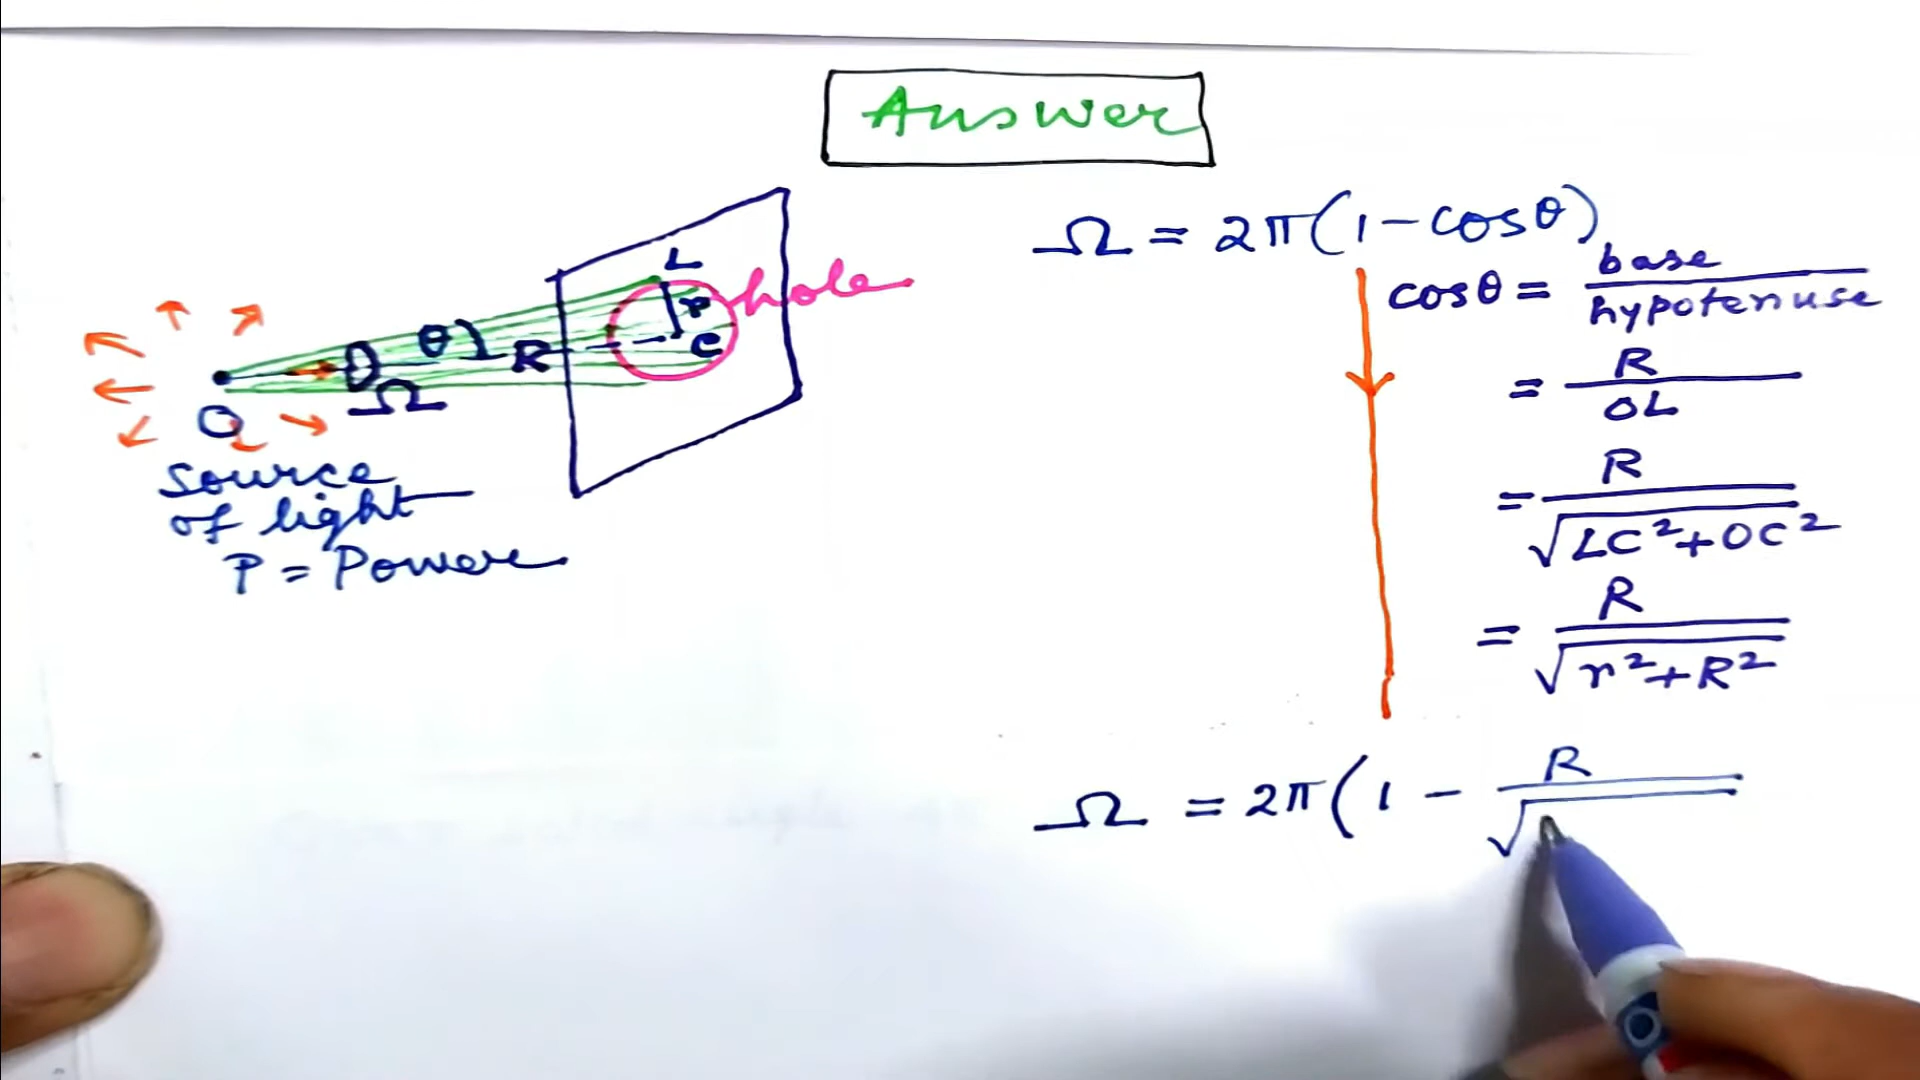 Answer
Ω = 2π(1 - cosθ)
cosθ = base / hypotenuse
= R / OL
= R / √LC²+OC²
= R / √r²+R²
Ω = 2π(1 - R / √
L
hole
r
θ
R
C
Ω
O
source
of light
P = Power